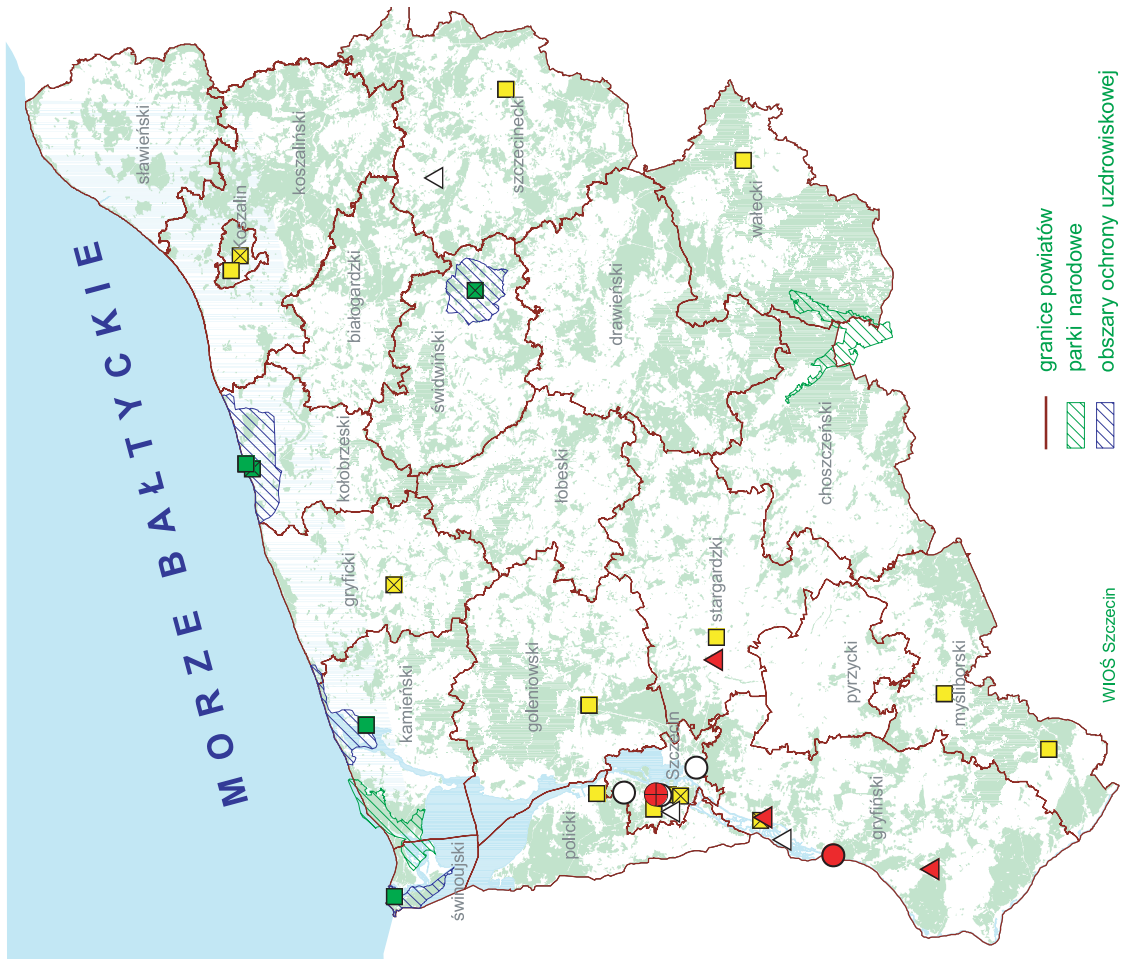 MORZE BAŁTYCKIE
sławieński
Koszalin
koszaliński
szczecinecki
białogardzki
świdwiński
wałecki
drawieński
kołobrzeski
łobeski
choszczeński
gryficki
stargardzki
kamieński
goleniowski
pyrzycki
myśliborski
Szczecin
świnoujski
policki
gryfiński
granice powiatów
parki narodowe
obszary ochrony uzdrowiskowej
WIOŚ Szczecin